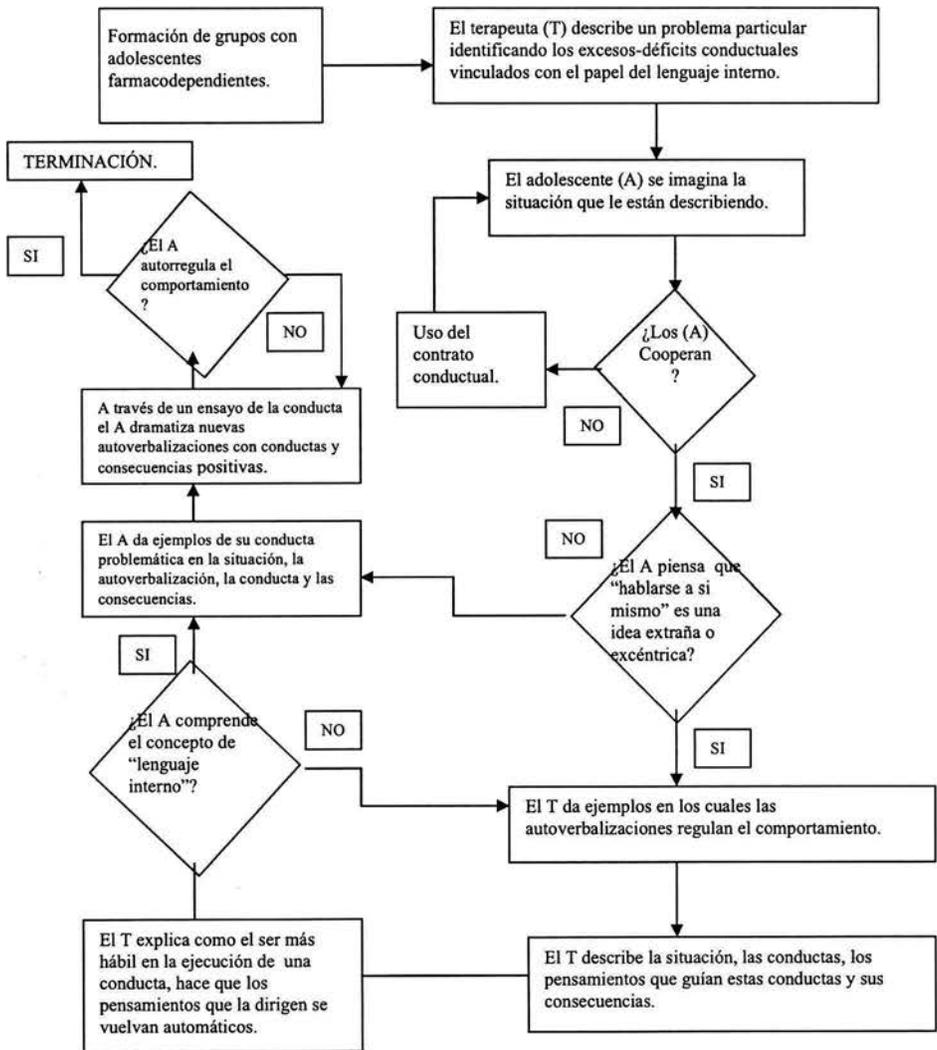 Formación de grupos con
adolescentes
farmacodependientes.
El terapeuta (T) describe un problema particular
identificando los excesos-déficits conductuales
vinculados con el papel del lenguaje interno.
TERMINACIÓN.
El adolescente (A) se imagina la
situación que le están describiendo.
SI
¿El A
autorregula el
comportamiento
?
NO
Uso del
contrato
conductual.
¿Los (A)
Cooperan
?
NO
SI
A través de un ensayo de la conducta
el A dramatiza nuevas
autoverbalizaciones con conductas y
consecuencias positivas.
El A da ejemplos de su conducta
problemática en la situación, la
autoverbalización, la conducta y las
consecuencias.
NO
¿El A piensa que
“hablarse a si
mismo” es una
idea extraña o
excéntrica?
SI
SI
¿El A comprende
el concepto de
“lenguaje
interno”?
NO
El T da ejemplos en los cuales las
autoverbalizaciones regulan el comportamiento.
El T explica como el ser más
hábil en la ejecución de una
conducta, hace que los
pensamientos que la dirigen se
vuelvan automáticos.
El T describe la situación, las conductas, los
pensamientos que guían estas conductas y sus
consecuencias.